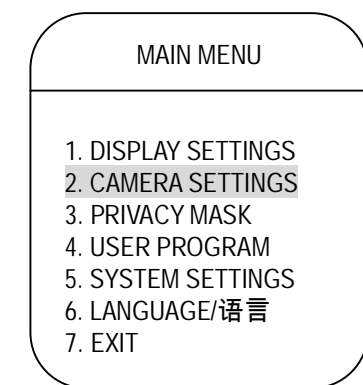 MAIN MENU
1. DISPLAY SETTINGS
2. CAMERA SETTINGS
3. PRIVACY MASK
4. USER PROGRAM
5. SYSTEM SETTINGS
6. LANGUAGE/语言
7. EXIT